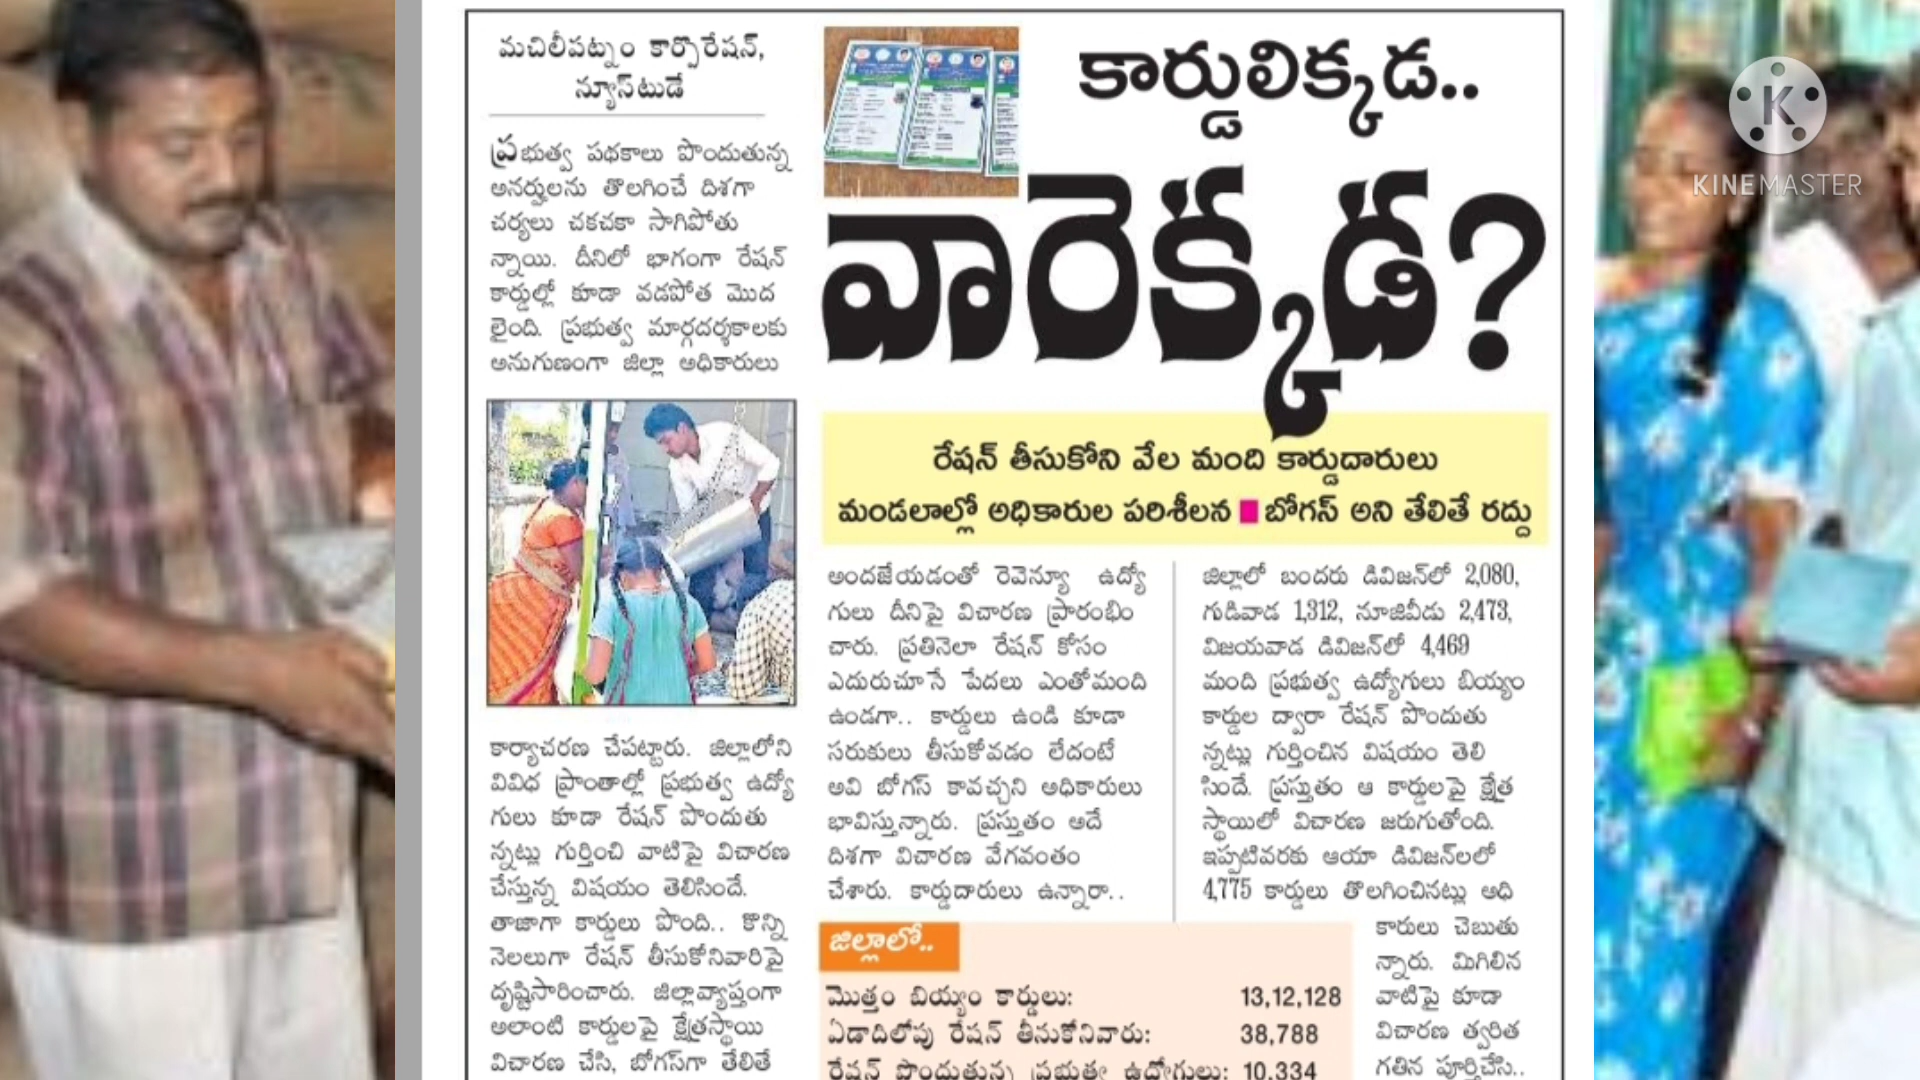 మచిలీపట్నం కార్పొరేషన్,
న్యూస్‌టుడే
ప్రభుత్వ పథకాలు పొందుతున్న
అనర్హులను తొలగించే దిశగా
చర్యలు చకచకా సాగిపోతు
న్నాయి. దీనిలో భాగంగా రేషన్
కార్డుల్లో కూడా వడపోత మొద
లైంది. ప్రభుత్వ మార్గదర్శకాలకు
అనుగుణంగా జిల్లా అధికారులు
కార్యాచరణ చేపట్టారు. జిల్లాలోని
వివిధ ప్రాంతాల్లో ప్రభుత్వ ఉద్యో
గులు కూడా రేషన్ పొందుతు
న్నట్లు గుర్తించి వాటిపై విచారణ
చేస్తున్న విషయం తెలిసిందే.
తాజాగా కార్డులు పొంది.. కొన్ని
నెలలుగా రేషన్ తీసుకోనివారిపై
దృష్టిసారించారు. జిల్లావ్యాప్తంగా
అలాంటి కార్డులపై క్షేత్రస్థాయి
విచారణ చేసి, బోగస్‌గా తేలితే
కార్డులిక్కడ..
వారెక్కడ?
రేషన్ తీసుకోని వేల మంది కార్డుదారులు
మండలాల్లో అధికారుల పరిశీలన ■ బోగస్ అని తేలితే రద్దు
అందజేయడంతో రెవెన్యూ ఉద్యో
గులు దీనిపై విచారణ ప్రారంభిం
చారు. ప్రతినెలా రేషన్ కోసం
ఎదురుచూసే పేదలు ఎంతోమంది
ఉండగా.. కార్డులు ఉండి కూడా
సరుకులు తీసుకోవడం లేదంటే
అవి బోగస్ కావచ్చని అధికారులు
భావిస్తున్నారు. ప్రస్తుతం అదే
దిశగా విచారణ వేగవంతం
చేశారు. కార్డుదారులు ఉన్నారా..
జిల్లాలో బందరు డివిజన్‌లో 2,080,
గుడివాడ 1,312, నూజివీడు 2,473,
విజయవాడ డివిజన్‌లో 4,469
మంది ప్రభుత్వ ఉద్యోగులు బియ్యం
కార్డుల ద్వారా రేషన్ పొందుతు
న్నట్లు గుర్తించిన విషయం తెలి
సిందే. ప్రస్తుతం ఆ కార్డులపై క్షేత్ర
స్థాయిలో విచారణ జరుగుతోంది.
ఇప్పటివరకు ఆయా డివిజన్‌లలో
4,775 కార్డులు తొలగించినట్లు అధి
కారులు చెబుతు
న్నారు. మిగిలిన
వాటిపై కూడా
విచారణ త్వరిత
గతిన పూర్తిచేసి..
జిల్లాలో..
మొత్తం బియ్యం కార్డులు: 13,12,128
ఏడాదిలోపు రేషన్ తీసుకోనివారు: 38,788
రేషన్ పొందుతున్న ప్రభుత్వ ఉద్యోగులు: 10,334
K
KINEMASTER